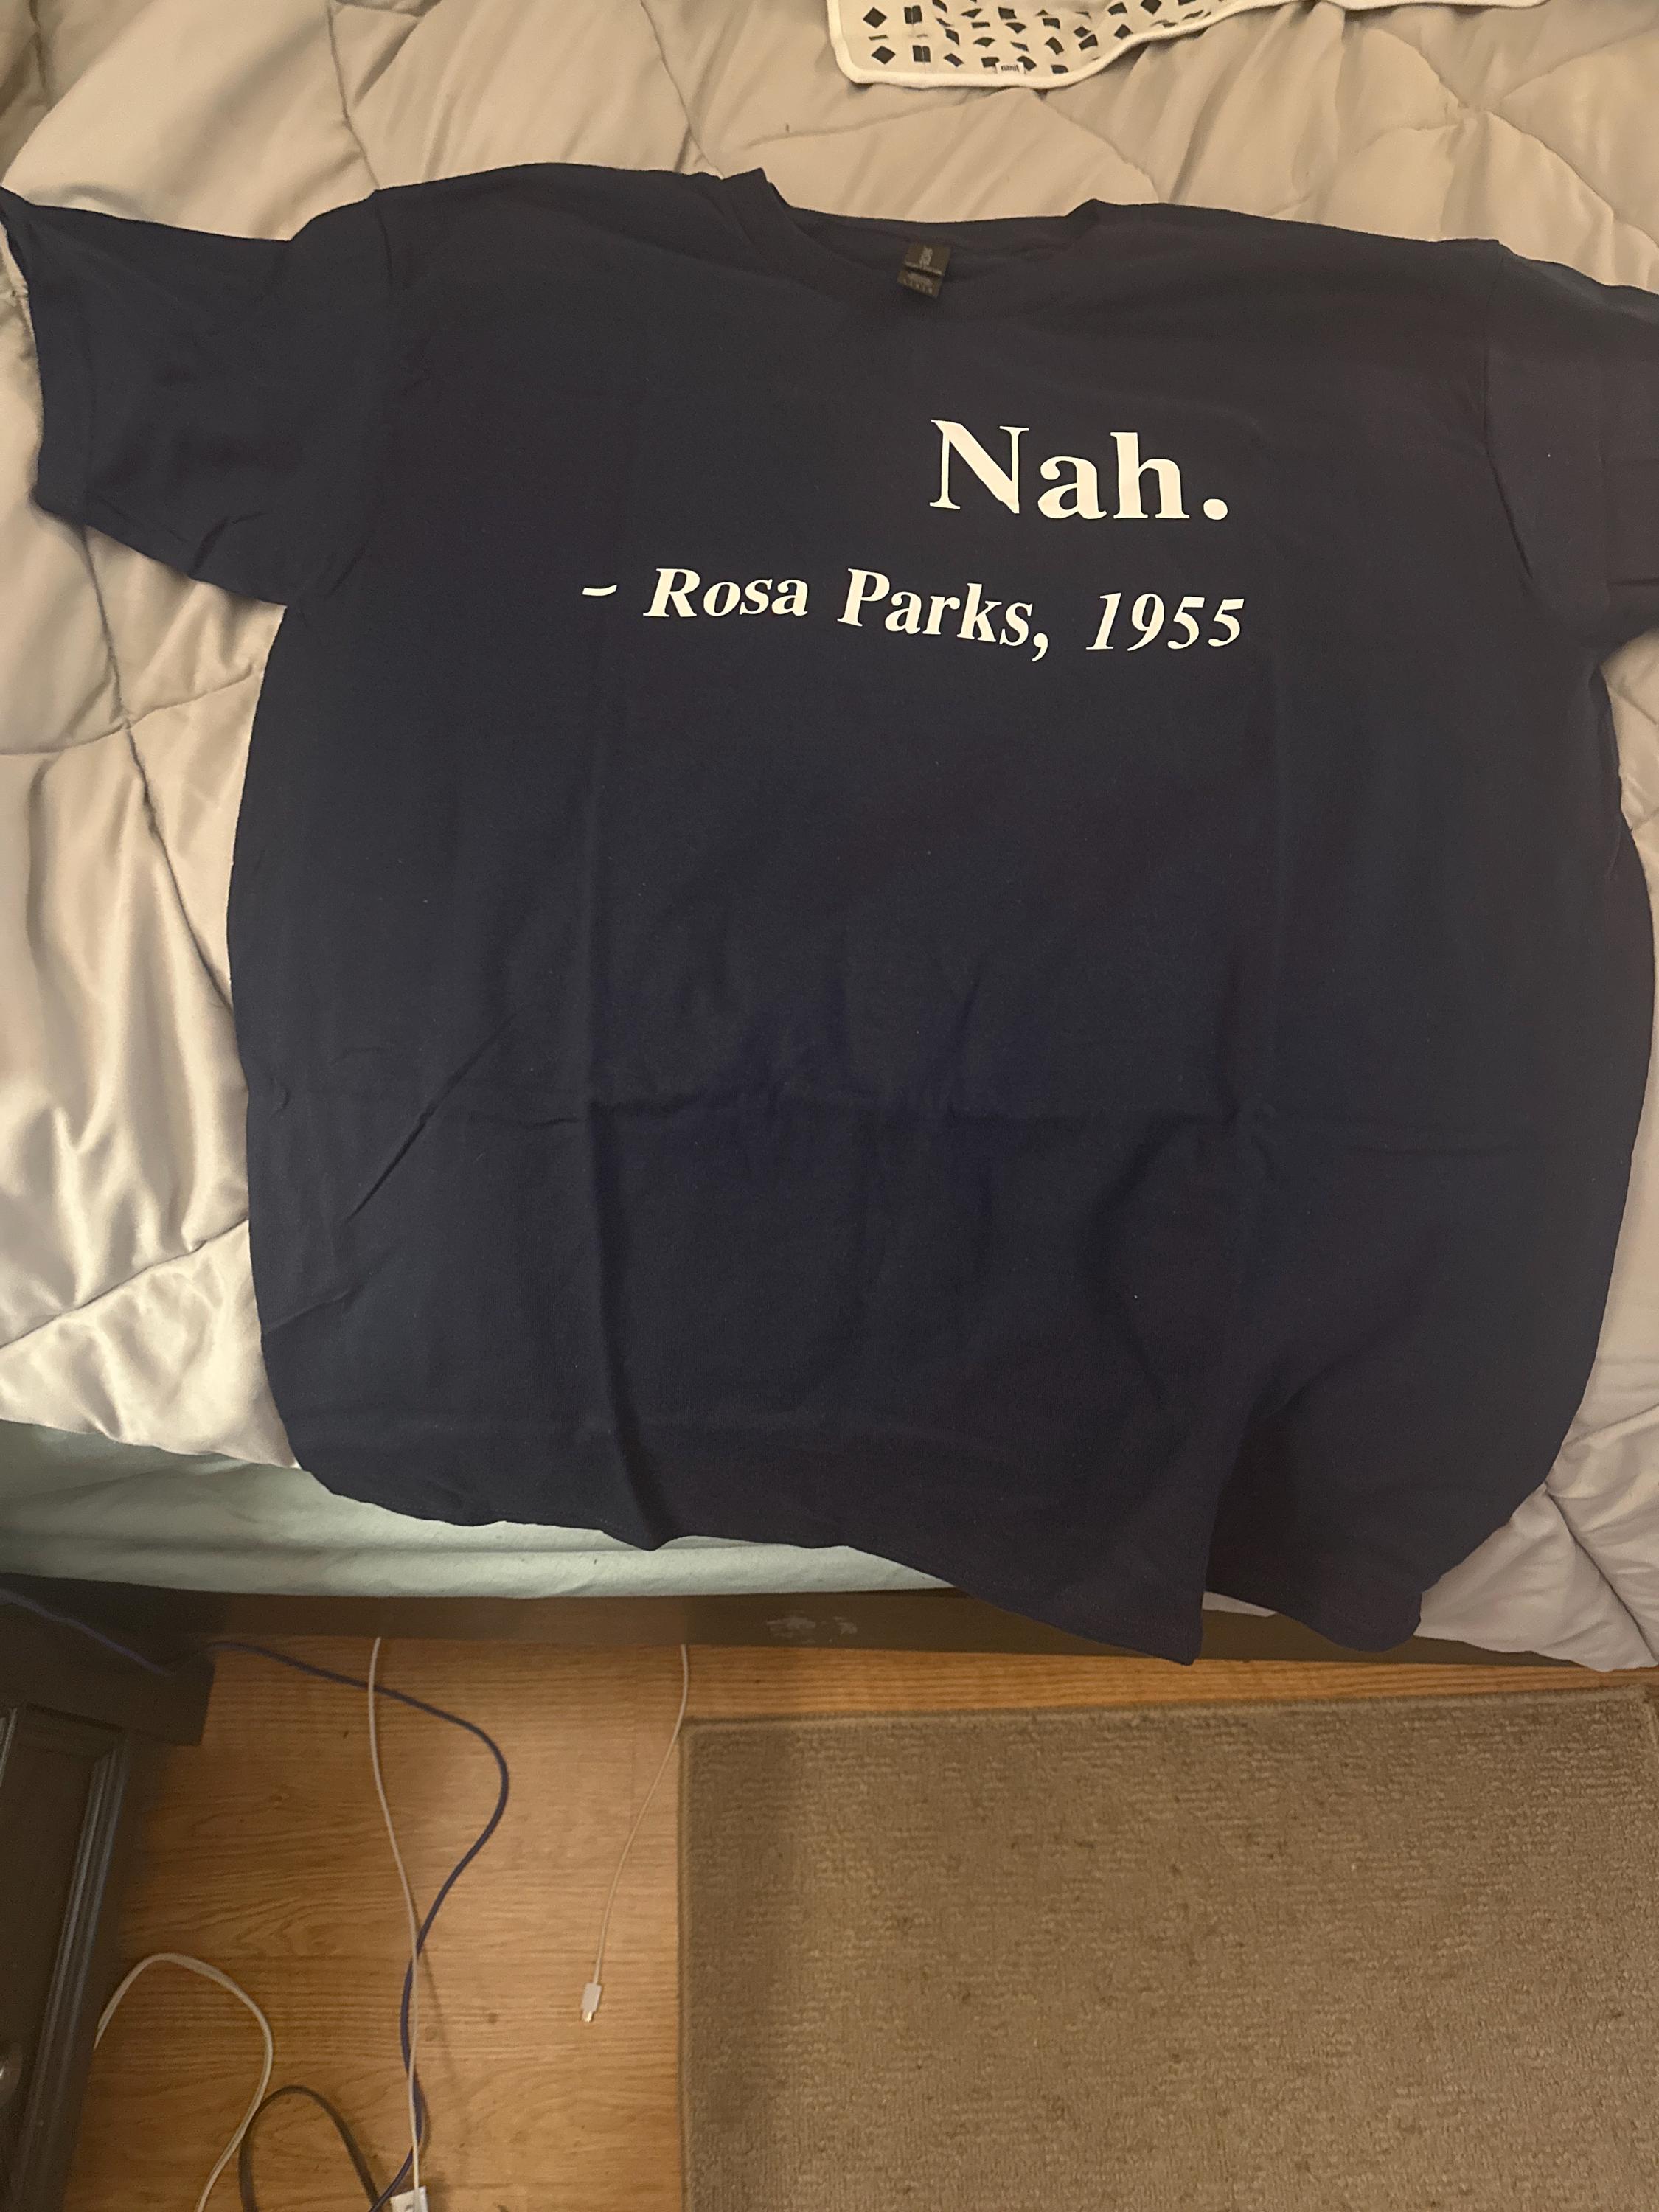 Nah.
- Rosa Parks, 1955